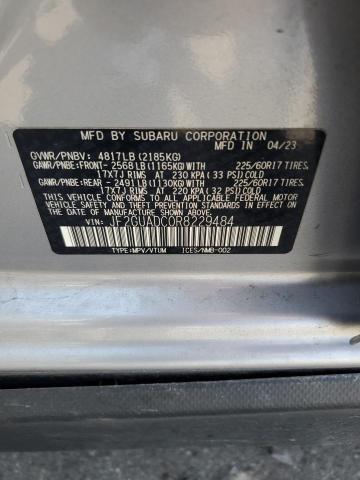 MFD BY SUBARU CORPORATION
MFD IN 04/23
GVWR/PNBV: 4817LB(2185KG)
GAWR/PNBE:FRONT-2568LB(1165KG)WITH 225/60R17 TIRES,
17X7J RIMS AT 230 KPA (33 PSI)COLD
GAWR/PNBE:REAR -2491LB(1130KG)WITH 225/60R17 TIRES,
17X7J RIMS AT 220 KPA (32 PSI)COLD
THIS VEHICLE CONFORMS TO ALL APPLICABLE FEDERAL MOTOR
VEHICLE SAFETY AND THEFT PREVENTION STANDARDS IN
EFFECT ON THE DATE OF MANUFACTURE SHOWN ABOVE.
VIN: JF2GUADC0R8229484
TYPE:MPV/VTUM ICES/NMB-002